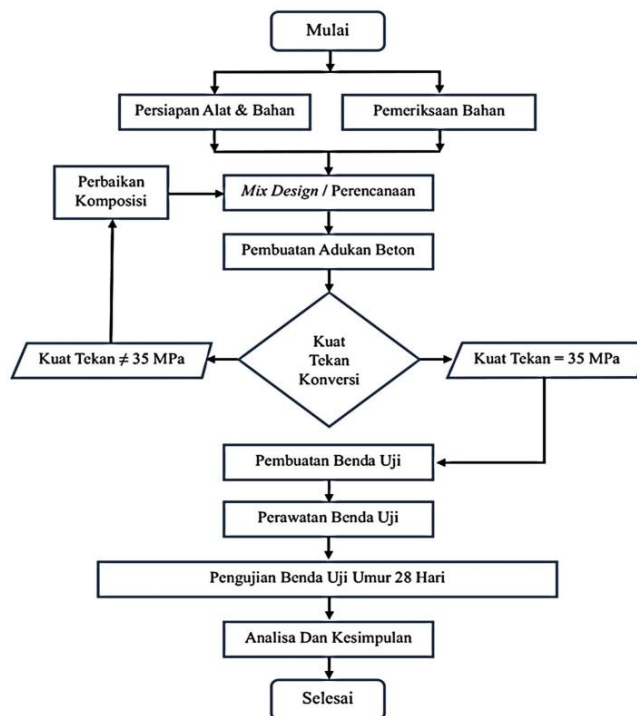 Mulai
Persiapan Alat & Bahan
Pemeriksaan Bahan
Perbaikan
Komposisi
Mix Design / Perencanaan
Pembuatan Adukan Beton
Kuat
Tekan
Konversi
Kuat Tekan ≠ 35 MPa
Kuat Tekan = 35 MPa
Pembuatan Benda Uji
Perawatan Benda Uji
Pengujian Benda Uji Umur 28 Hari
Analisa Dan Kesimpulan
Selesai